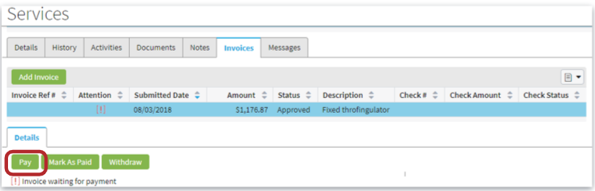 Services
Details History Activities Documents Notes Invoices Messages
Add Invoice
Invoice Ref # Attention Submitted Date Amount Status Description Check # Check Amount Check Status
[!] 08/03/2018 $1,176.87 Approved Fixed throfingulator
Details
Pay Mark As Paid Withdraw
[!] Invoice waiting for payment